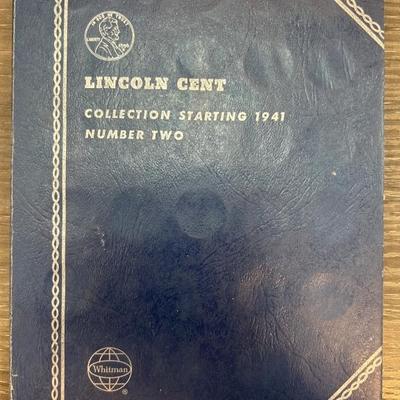 LINCOLN CENT
COLLECTION STARTING 1941
NUMBER TWO
Whitman
®